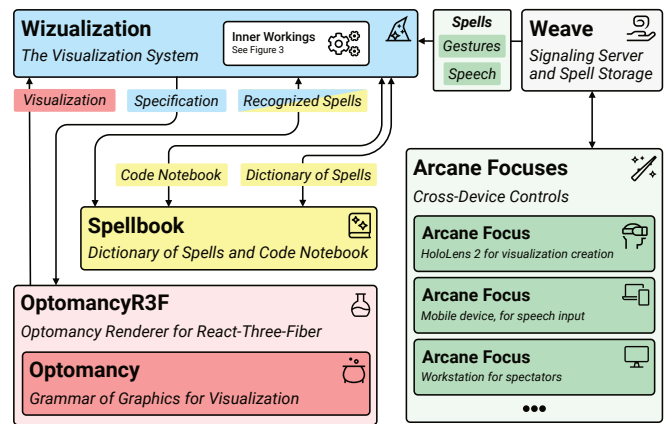 Wizualization
The Visualization System
Inner Workings
See Figure 3
Spells
Gestures
Speech
Weave
Signaling Server
and Spell Storage
Visualization
Specification
Recognized Spells
Code Notebook
Dictionary of Spells
Spellbook
Dictionary of Spells and Code Notebook
OptomancyR3F
Optomancy Renderer for React-Three-Fiber
Optomancy
Grammar of Graphics for Visualization
Arcane Focuses
Cross-Device Controls
Arcane Focus
HoloLens 2 for visualization creation
Arcane Focus
Mobile device, for speech input
Arcane Focus
Workstation for spectators
•••